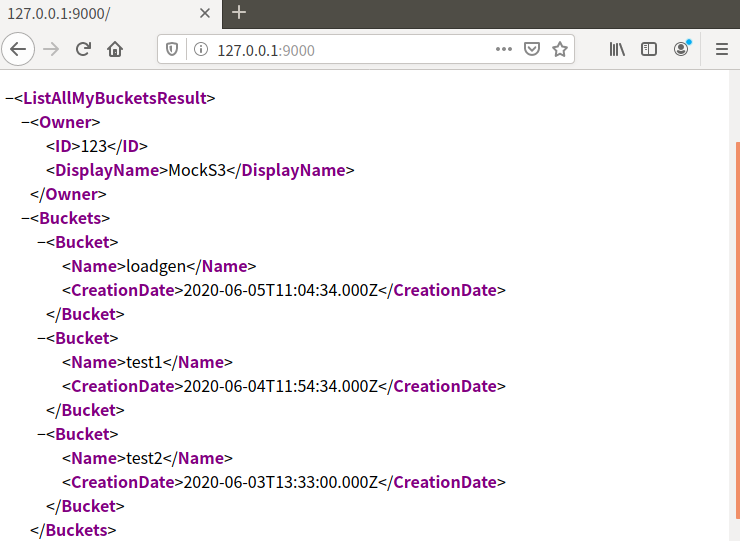 127.0.0.1:9000/
127.0.0.1:9000
−<ListAllMyBucketsResult>
−<Owner>
<ID>123</ID>
<DisplayName>MockS3</DisplayName>
</Owner>
−<Buckets>
−<Bucket>
<Name>loadgen</Name>
<CreationDate>2020-06-05T11:04:34.000Z</CreationDate>
</Bucket>
−<Bucket>
<Name>test1</Name>
<CreationDate>2020-06-04T11:54:34.000Z</CreationDate>
</Bucket>
−<Bucket>
<Name>test2</Name>
<CreationDate>2020-06-03T13:33:00.000Z</CreationDate>
</Bucket>
</Buckets>